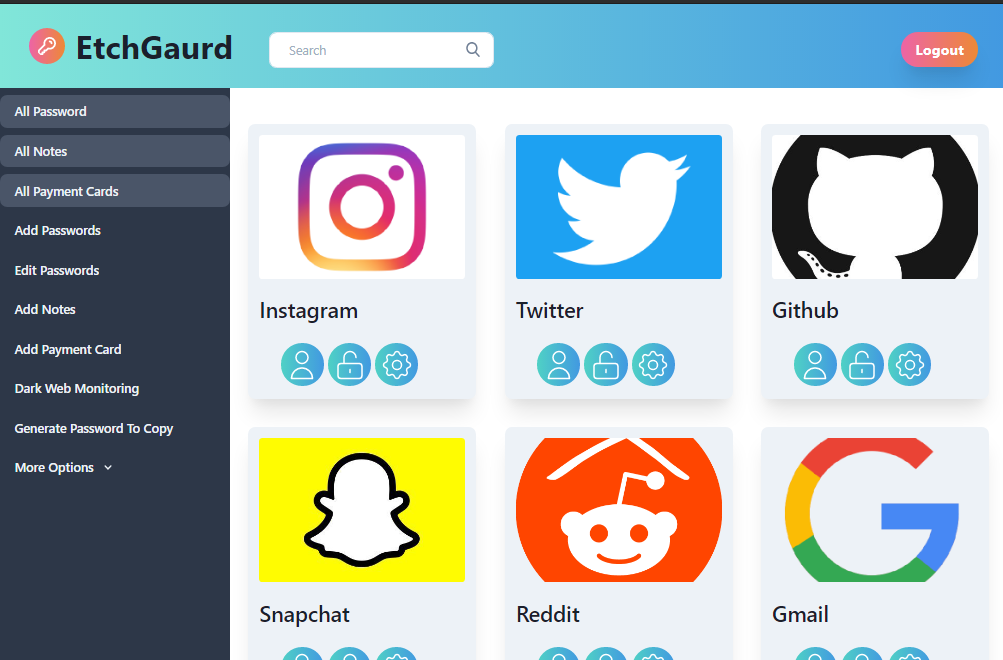 EtchGaurd
Search
Logout
All Password
All Notes
All Payment Cards
Add Passwords
Edit Passwords
Add Notes
Add Payment Card
Dark Web Monitoring
Generate Password To Copy
More Options
Instagram
Twitter
Github
Snapchat
Reddit
Gmail